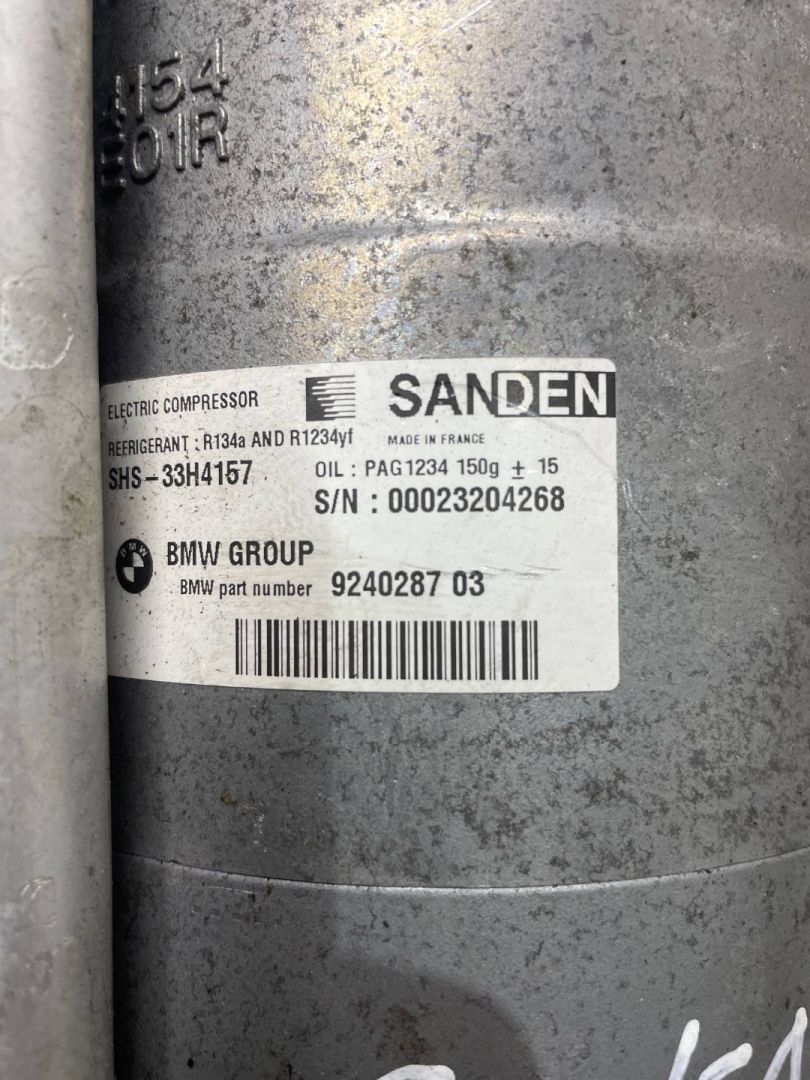 154
01R
ELECTRIC COMPRESSOR
SANDEN
REFRIGERANT : R134a AND R1234yf
MADE IN FRANCE
SHS-33H4157
OIL : PAG1234 150g ± 15
S/N : 00023204268
BMW
BMW GROUP
BMW part number 9240287 03